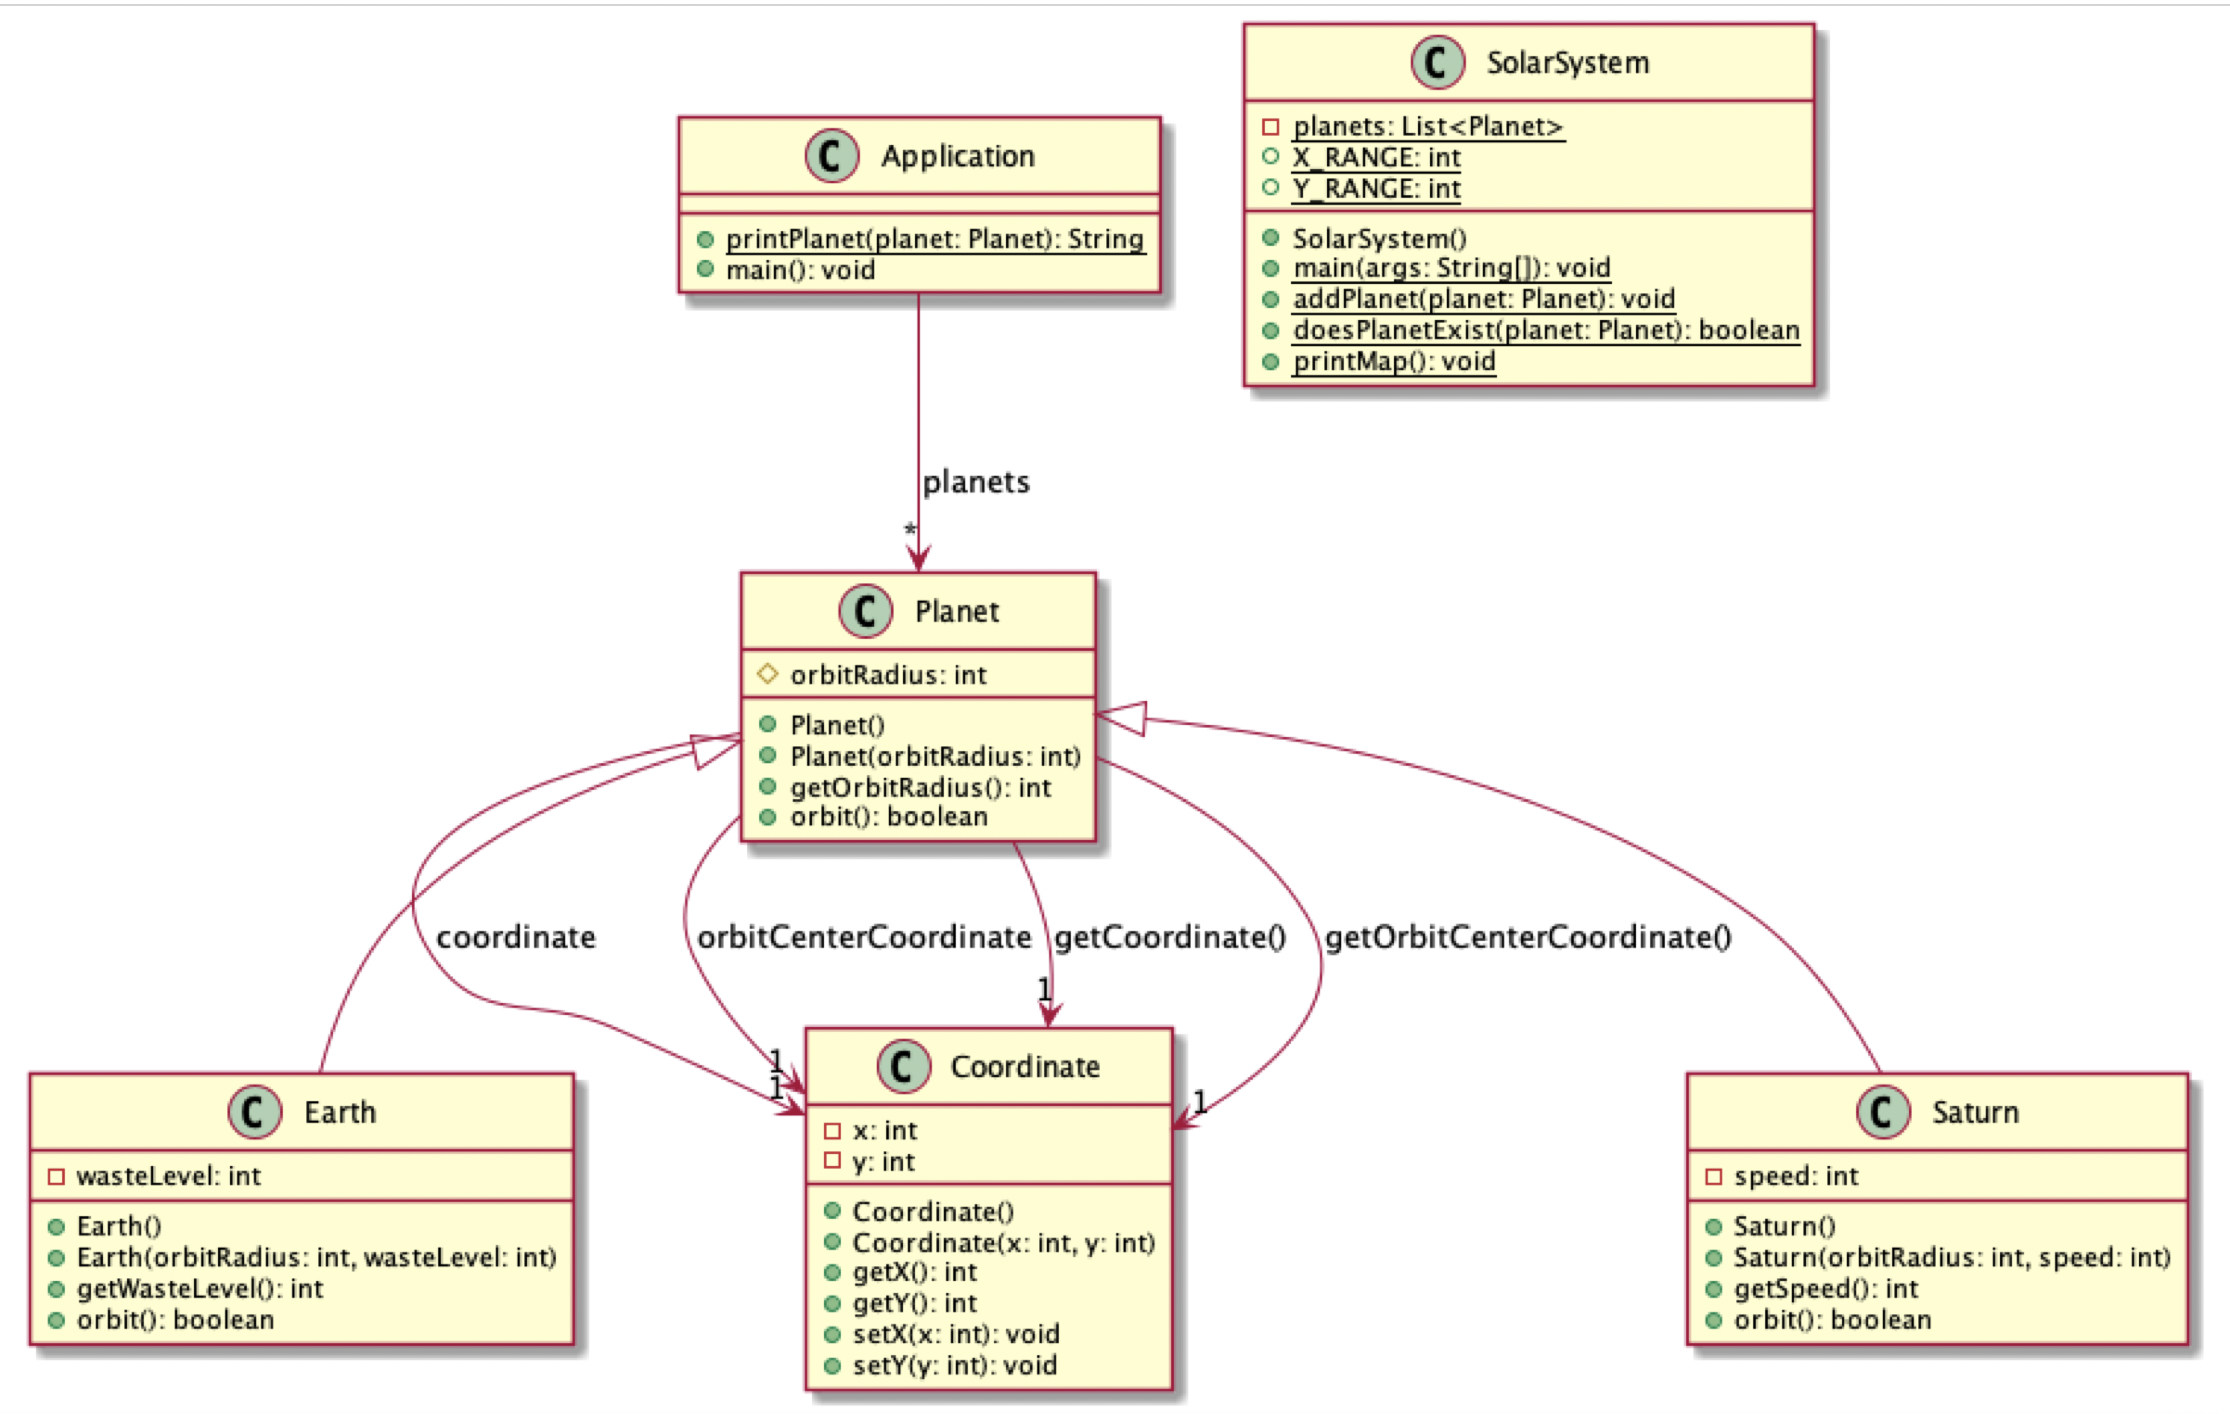 C SolarSystem
planets: List<Planet>
X_RANGE: int
Y_RANGE: int
SolarSystem()
main(args: String[]): void
addPlanet(planet: Planet): void
doesPlanetExist(planet: Planet): boolean
printMap(): void
C Application
printPlanet(planet: Planet): String
main(): void
planets
*
C Planet
orbitRadius: int
Planet()
Planet(orbitRadius: int)
getOrbitRadius(): int
orbit(): boolean
coordinate
orbitCenterCoordinate
getCoordinate()
getOrbitCenterCoordinate()
1
1
1
1
C Earth
wasteLevel: int
Earth()
Earth(orbitRadius: int, wasteLevel: int)
getWasteLevel(): int
orbit(): boolean
C Coordinate
x: int
y: int
Coordinate()
Coordinate(x: int, y: int)
getX(): int
getY(): int
setX(x: int): void
setY(y: int): void
C Saturn
speed: int
Saturn()
Saturn(orbitRadius: int, speed: int)
getSpeed(): int
orbit(): boolean